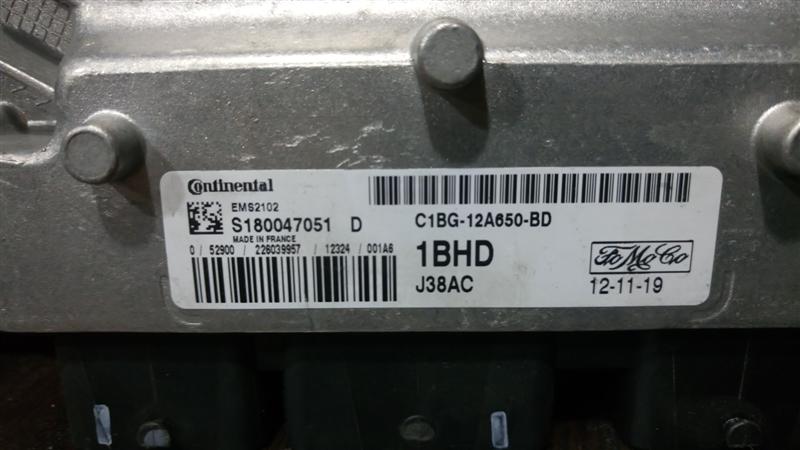 Continental
EMS2102
S180047051 D
MADE IN FRANCE
0 / 52900 / 226039957 / 12324 / 001A6
C1BG-12A650-BD
1BHD
J38AC
FoMoCo
12-11-19